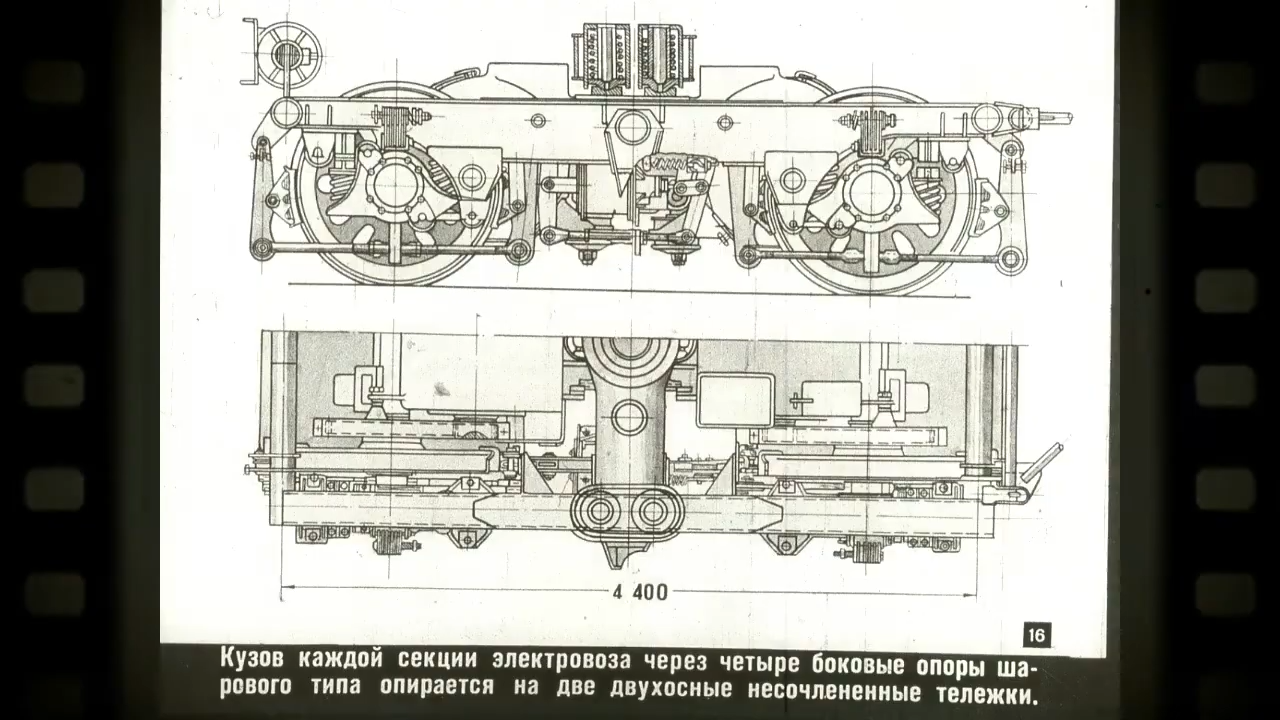 4 400
16
Кузов каждой секции электровоза через четыре боковые опоры ша-
рового типа опирается на две двухосные несочлененные тележки.